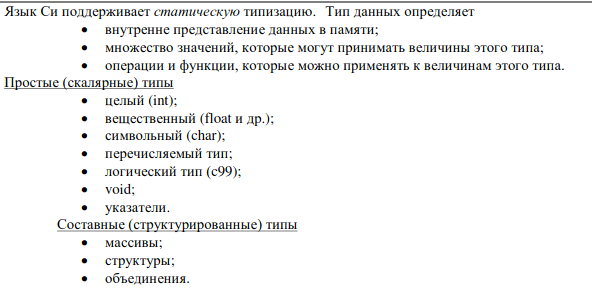 Язык Си поддерживает статическую типизацию. Тип данных определяет
• внутренне представление данных в памяти;
• множество значений, которые могут принимать величины этого типа;
• операции и функции, которые можно применять к величинам этого типа.
Простые (скалярные) типы
• целый (int);
• вещественный (float и др.);
• символьный (char);
• перечисляемый тип;
• логический тип (c99);
• void;
• указатели.
Составные (структурированные) типы
• массивы;
• структуры;
• объединения.